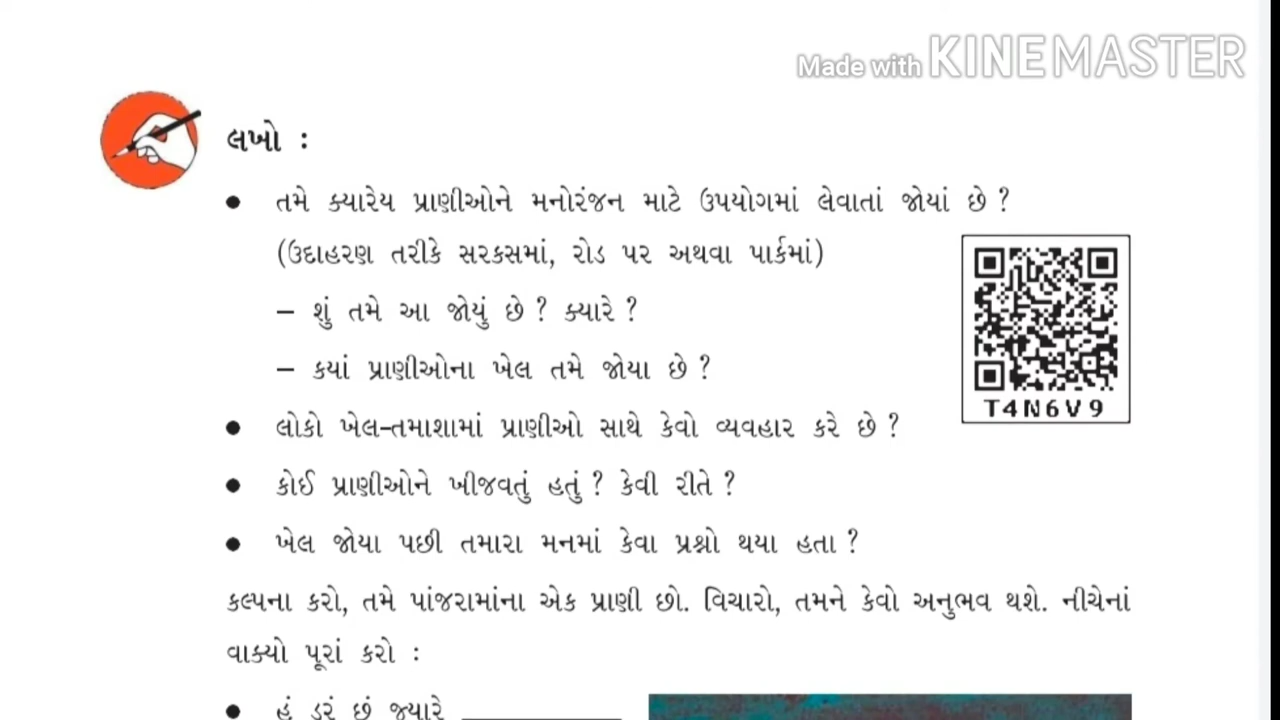 Made with KINEMASTER
લખો :
● તમે ક્યારેય પ્રાણીઓને મનોરંજન માટે ઉપયોગમાં લેવાતાં જોયાં છે ?
(ઉદાહરણ તરીકે સરકસમાં, રોડ પર અથવા પાર્કમાં)
– શું તમે આ જોયું છે ? ક્યારે ?
– કયાં પ્રાણીઓના ખેલ તમે જોયા છે ?
T4N6V9
● લોકો ખેલ-તમાશામાં પ્રાણીઓ સાથે કેવો વ્યવહાર કરે છે ?
● કોઈ પ્રાણીઓને ખીજવતું હતું ? કેવી રીતે ?
● ખેલ જોયા પછી તમારા મનમાં કેવા પ્રશ્નો થયા હતા ?
કલ્પના કરો, તમે પાંજરામાંના એક પ્રાણી છો. વિચારો, તમને કેવો અનુભવ થશે. નીચેનાં
વાક્યો પૂરાં કરો :
● હું ડરું છું જ્યારે